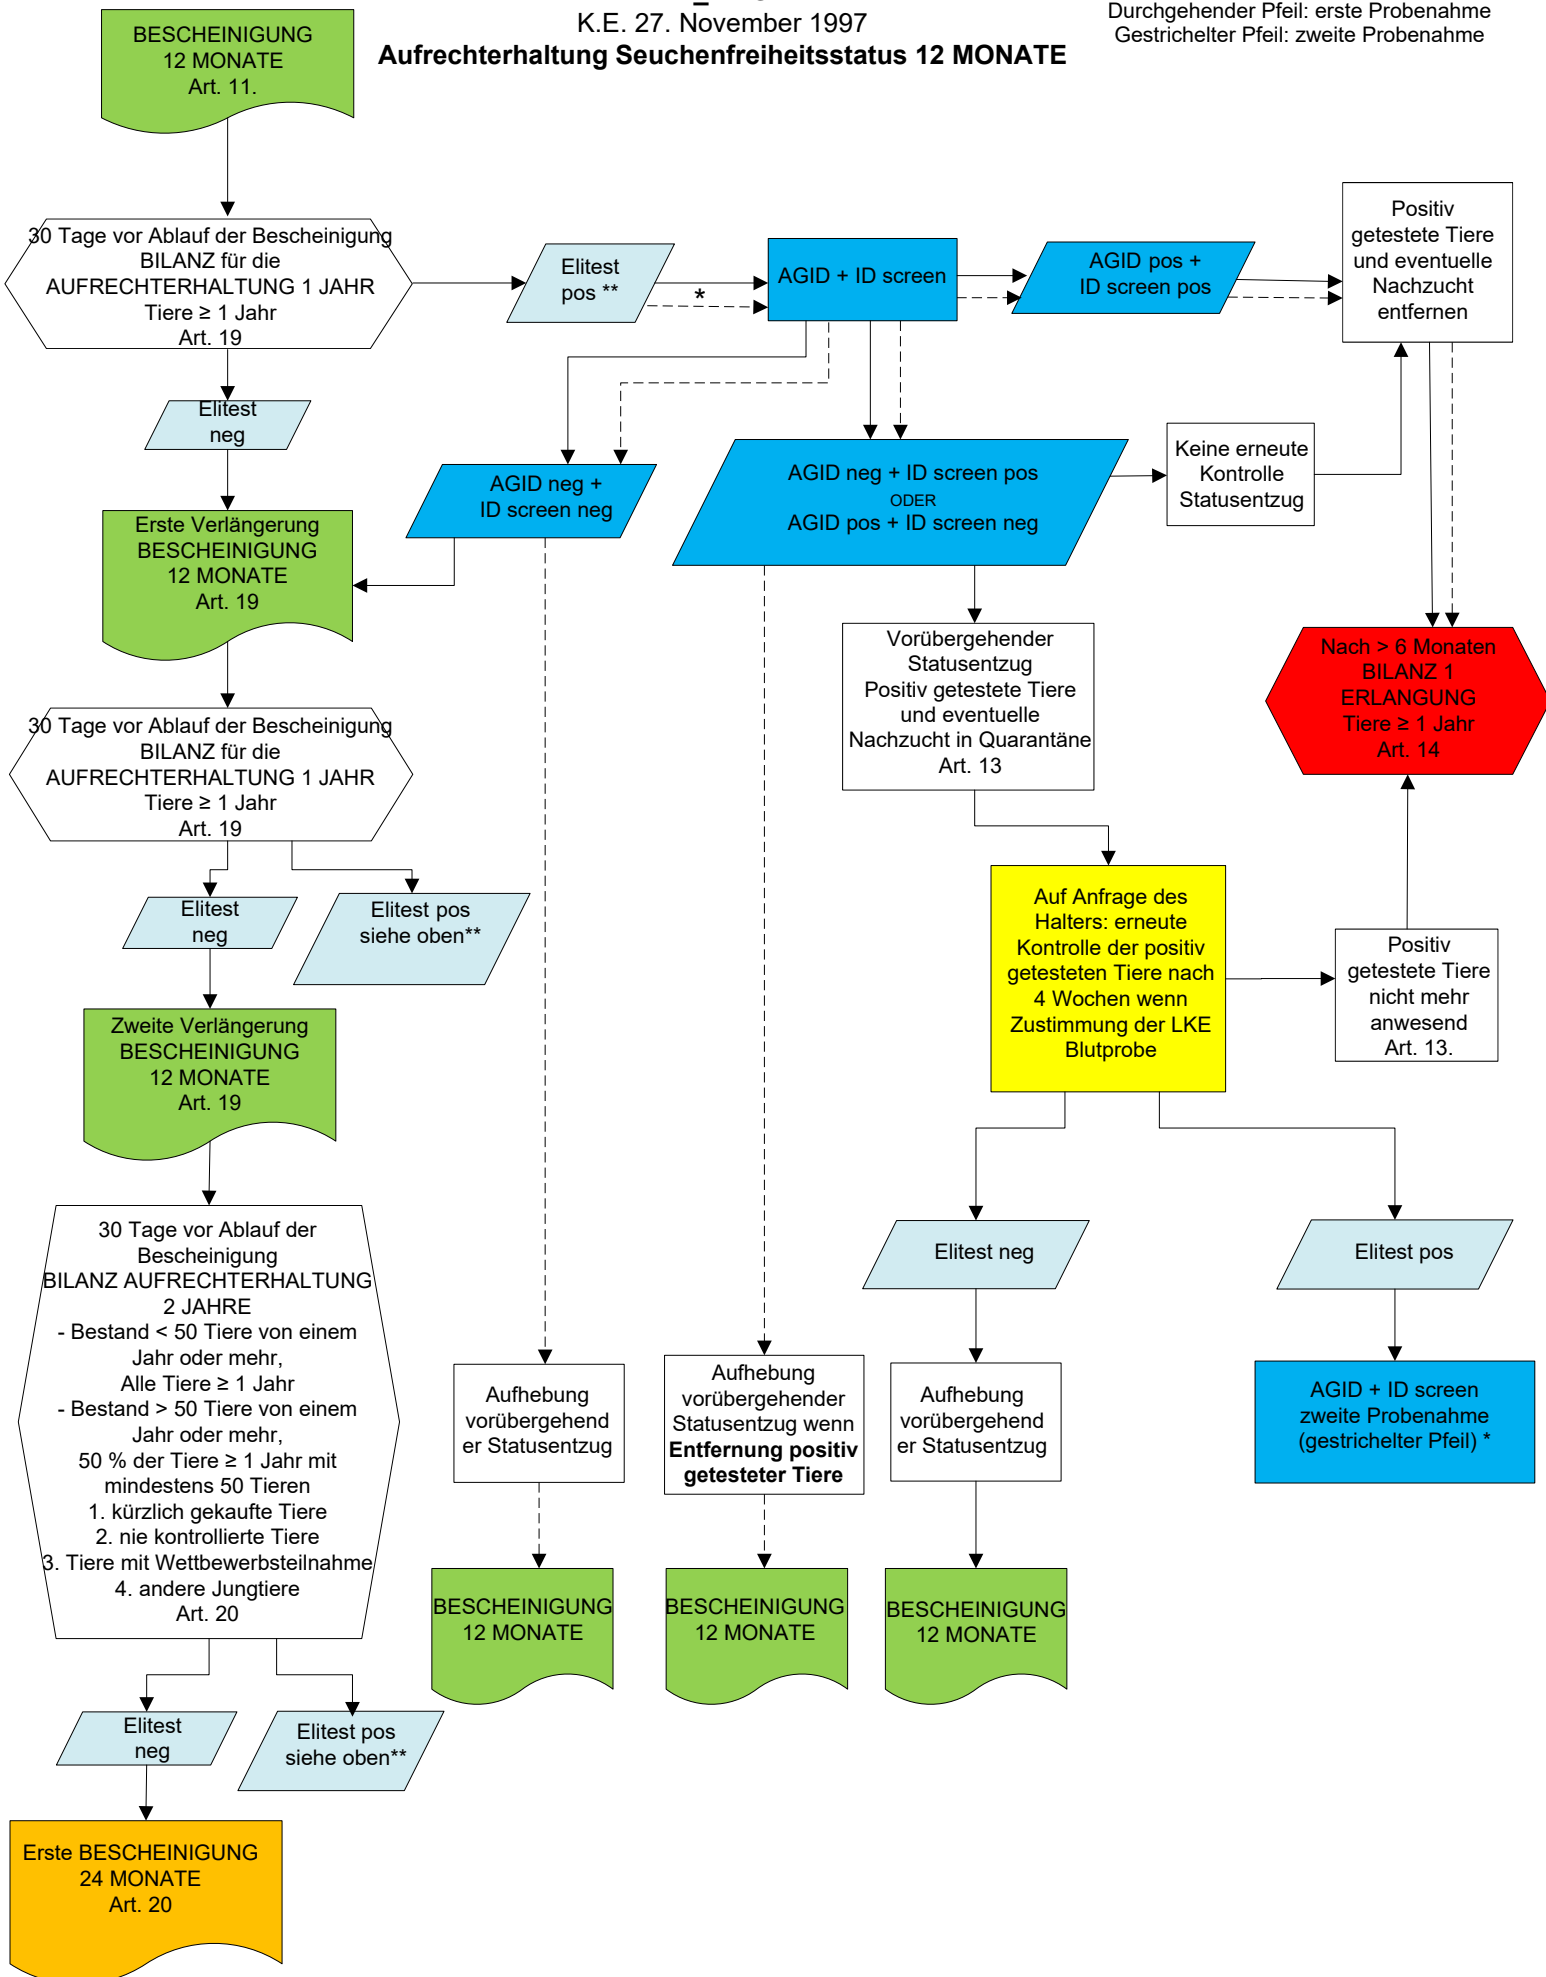 K.E. 27. November 1997
Aufrechterhaltung Seuchenfreiheitsstatus 12 MONATE
Durchgehender Pfeil: erste Probenahme
Gestrichelter Pfeil: zweite Probenahme
BESCHEINIGUNG
12 MONATE
Art. 11.
30 Tage vor Ablauf der Bescheinigung
BILANZ für die
AUFRECHTERHALTUNG 1 JAHR
Tiere ≥ 1 Jahr
Art. 19
Elitest
pos **
*
AGID + ID screen
AGID pos +
ID screen pos
Positiv
getestete Tiere
und eventuelle
Nachzucht
entfernen
Elitest
neg
AGID neg +
ID screen neg
AGID neg + ID screen pos
ODER
AGID pos + ID screen neg
Keine erneute
Kontrolle
Statusentzug
Erste Verlängerung
BESCHEINIGUNG
12 MONATE
Art. 19
Vorübergehender
Statusentzug
Positiv getestete Tiere
und eventuelle
Nachzucht in Quarantäne
Art. 13
Nach > 6 Monaten
BILANZ 1
ERLANGUNG
Tiere ≥ 1 Jahr
Art. 14
30 Tage vor Ablauf der Bescheinigung
BILANZ für die
AUFRECHTERHALTUNG 1 JAHR
Tiere ≥ 1 Jahr
Art. 19
Elitest
neg
Elitest pos
siehe oben**
Auf Anfrage des
Halters: erneute
Kontrolle der positiv
getesteten Tiere nach
4 Wochen wenn
Zustimmung der LKE
Blutprobe
Positiv
getestete Tiere
nicht mehr
anwesend
Art. 13.
Zweite Verlängerung
BESCHEINIGUNG
12 MONATE
Art. 19
30 Tage vor Ablauf der
Bescheinigung
BILANZ AUFRECHTERHALTUNG
2 JAHRE
- Bestand < 50 Tiere von einem
Jahr oder mehr,
Alle Tiere ≥ 1 Jahr
- Bestand > 50 Tiere von einem
Jahr oder mehr,
50 % der Tiere ≥ 1 Jahr mit
mindestens 50 Tieren
1. kürzlich gekaufte Tiere
2. nie kontrollierte Tiere
3. Tiere mit Wettbewerbsteilnahme
4. andere Jungtiere
Art. 20
Elitest neg
Elitest pos
Aufhebung
vorübergehend
er Statusentzug
Aufhebung
vorübergehender
Statusentzug wenn
Entfernung positiv
getesteter Tiere
Aufhebung
vorübergehend
er Statusentzug
AGID + ID screen
zweite Probenahme
(gestrichelter Pfeil) *
BESCHEINIGUNG
12 MONATE
BESCHEINIGUNG
12 MONATE
BESCHEINIGUNG
12 MONATE
Elitest
neg
Elitest pos
siehe oben**
Erste BESCHEINIGUNG
24 MONATE
Art. 20